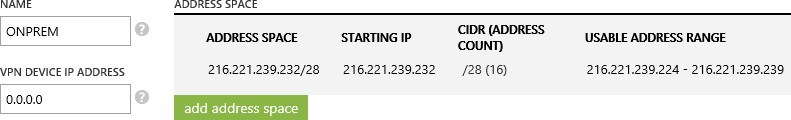 NAME
ONPREM
VPN DEVICE IP ADDRESS
0.0.0.0
ADDRESS SPACE
ADDRESS SPACE STARTING IP CIDR (ADDRESS COUNT) USABLE ADDRESS RANGE
216.221.239.232/28 216.221.239.232 /28 (16) 216.221.239.224 - 216.221.239.239
add address space